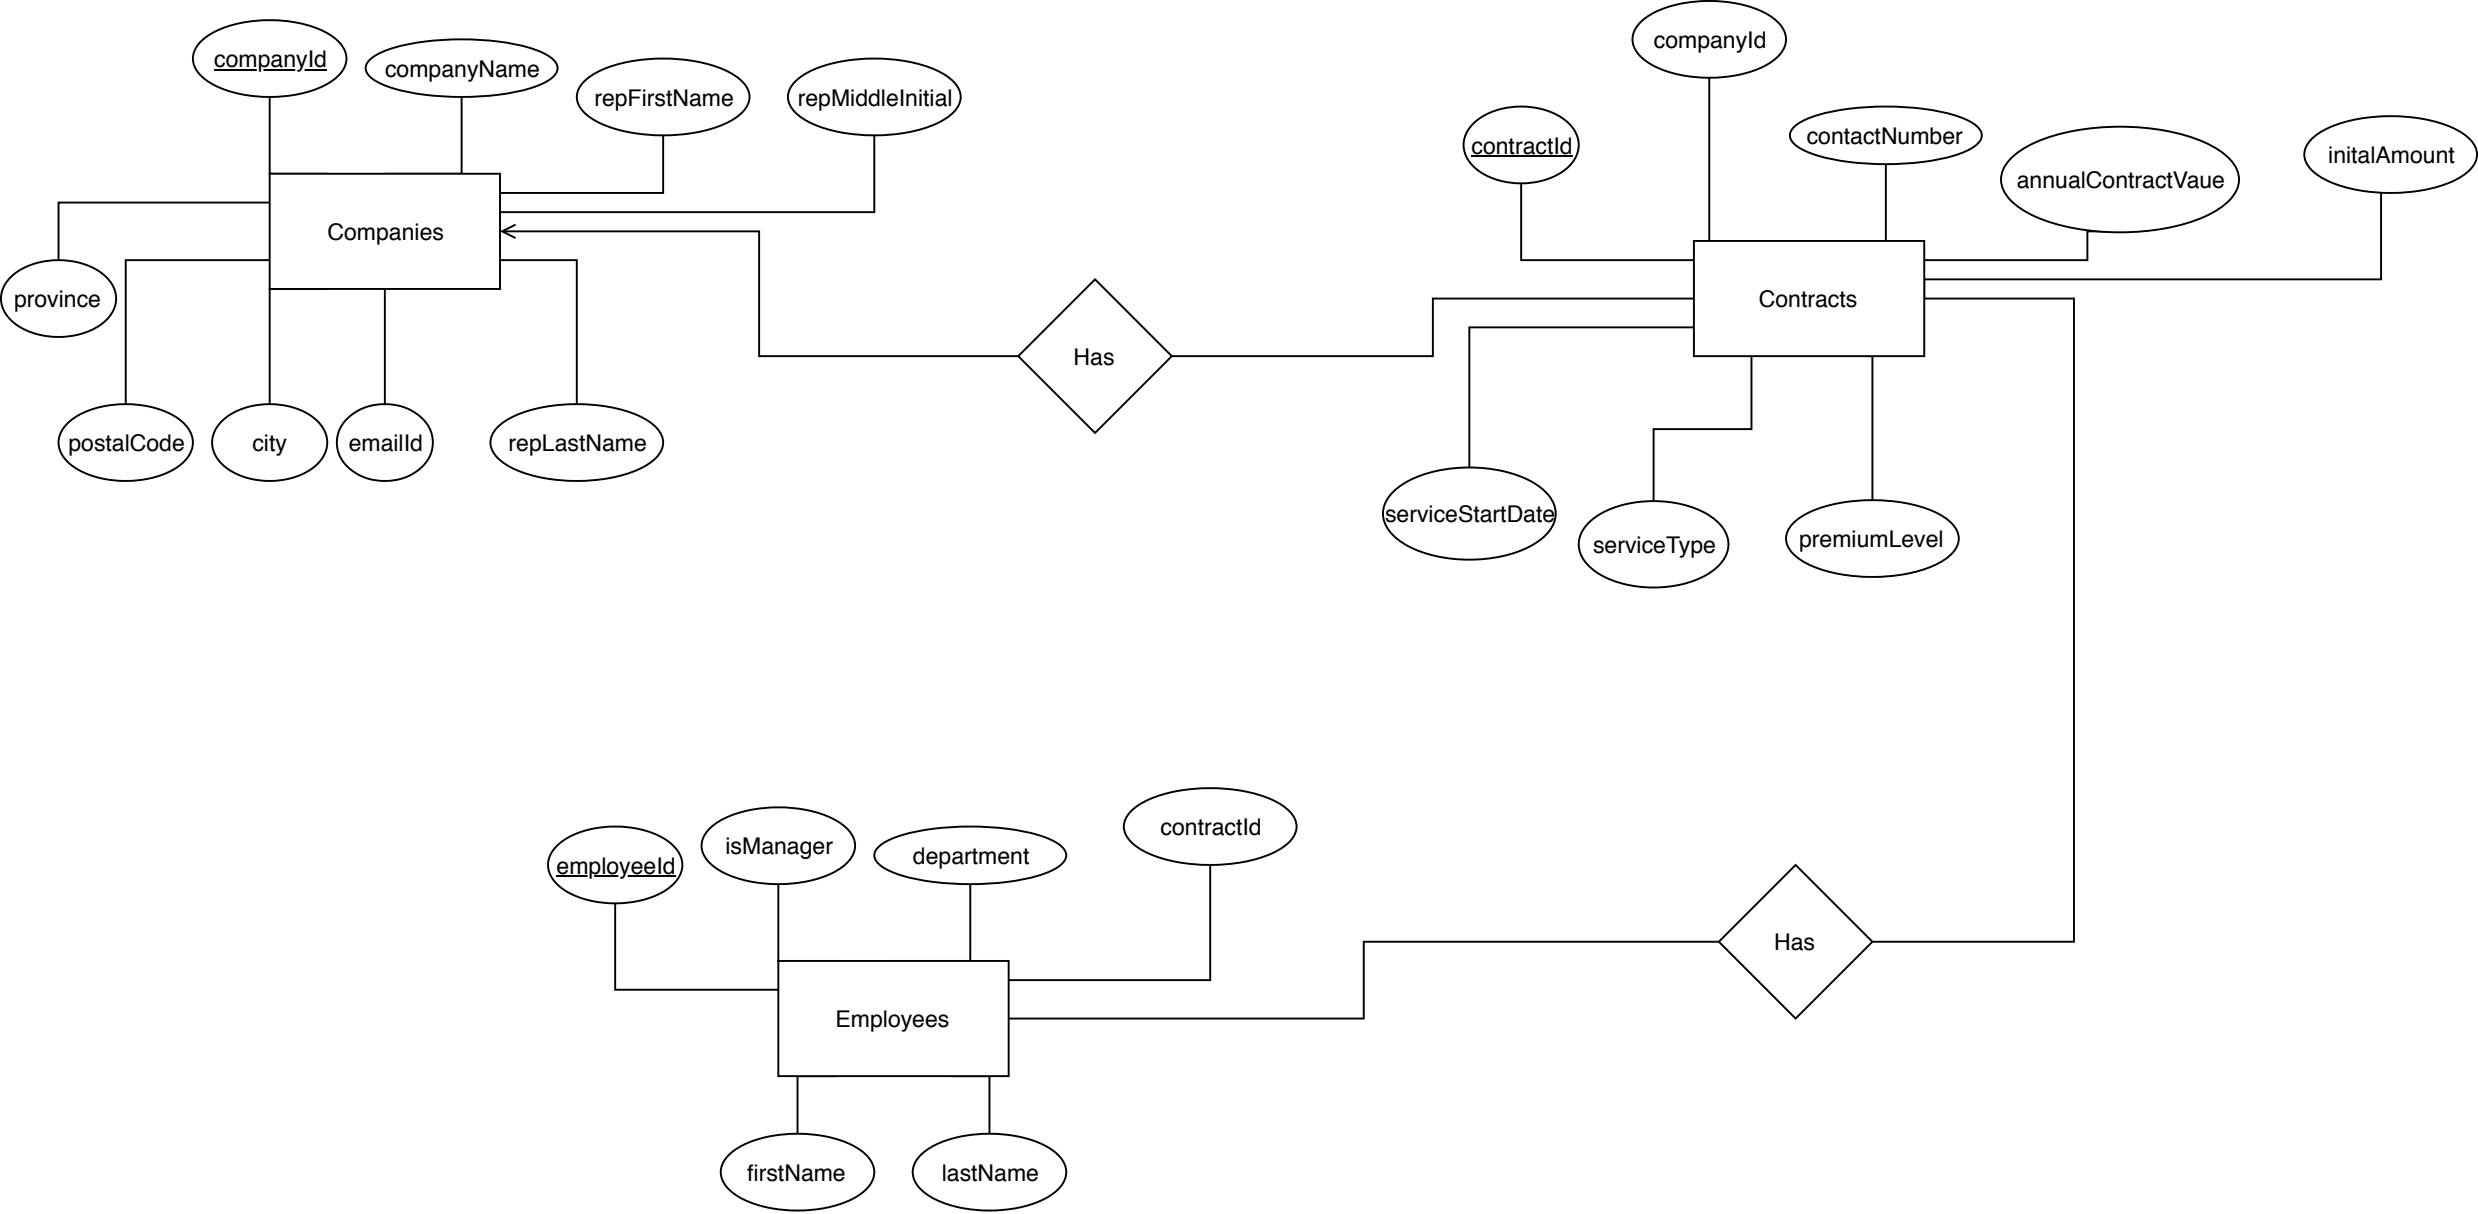 companyId
companyName
repFirstName
repMiddleInitial
Companies
province
postalCode
city
emailId
repLastName
Has
companyId
contractId
contactNumber
annualContractVaue
initalAmount
Contracts
serviceStartDate
serviceType
premiumLevel
employeeId
isManager
department
contractId
Employees
Has
firstName
lastName